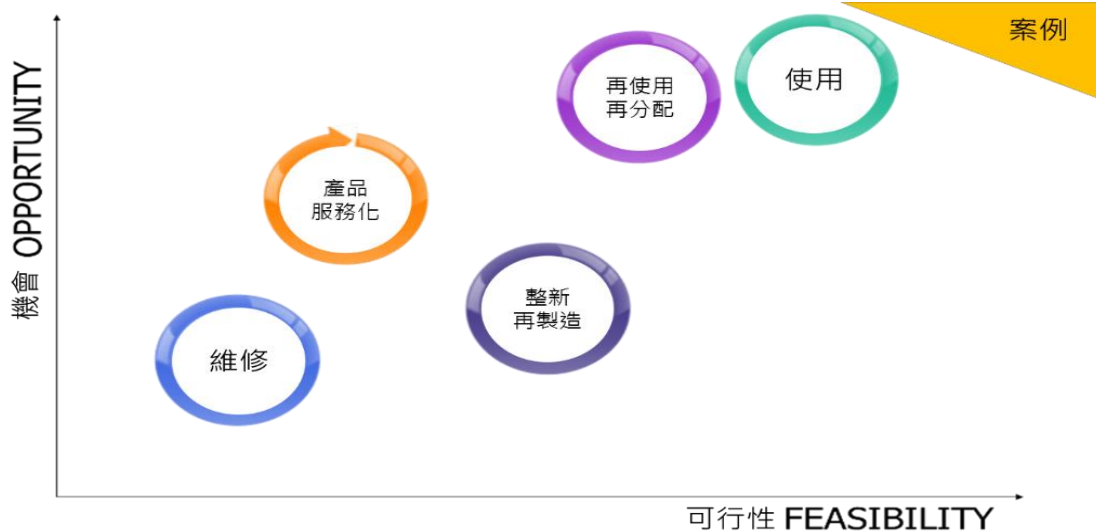 案例
使用
再使用
再分配
產品
服務化
整新
再製造
維修
機會 OPPORTUNITY
可行性 FEASIBILITY